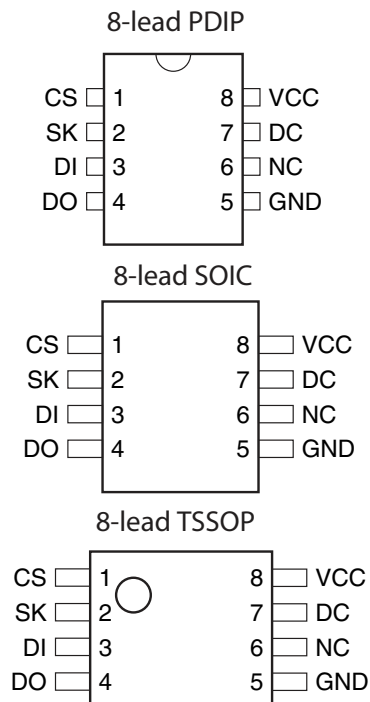 8-lead PDIP
CS 1 8 VCC
SK 2 7 DC
DI 3 6 NC
DO 4 5 GND
8-lead SOIC
CS 1 8 VCC
SK 2 7 DC
DI 3 6 NC
DO 4 5 GND
8-lead TSSOP
CS 1 8 VCC
SK 2 7 DC
DI 3 6 NC
DO 4 5 GND